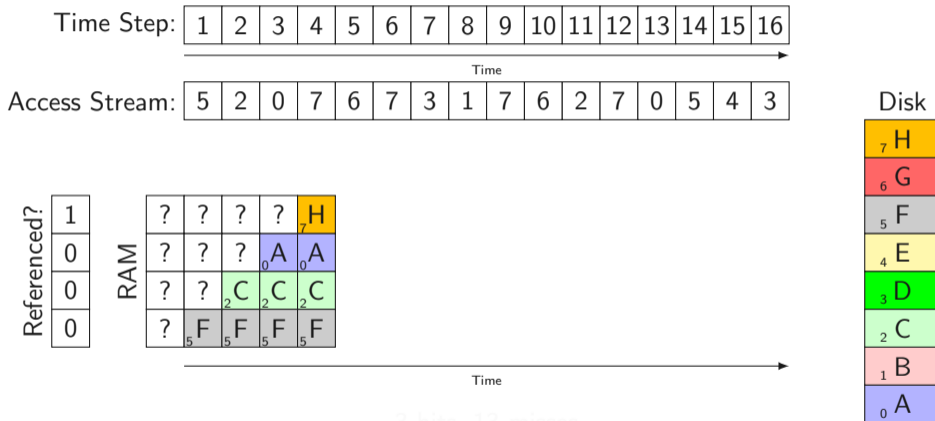 Time Step: 1 2 3 4 5 6 7 8 9 10 11 12 13 14 15 16
Time
Access Stream: 5 2 0 7 6 7 3 1 7 6 2 7 0 5 4 3
Disk
7 H
6 G
5 F
4 E
3 D
2 C
1 B
0 A
Referenced?
1
0
0
0
RAM
? ? ? ? 7 H
? ? ? 0 A 0 A
? ? 2 C 2 C 2 C
? 5 F 5 F 5 F 5 F
Time